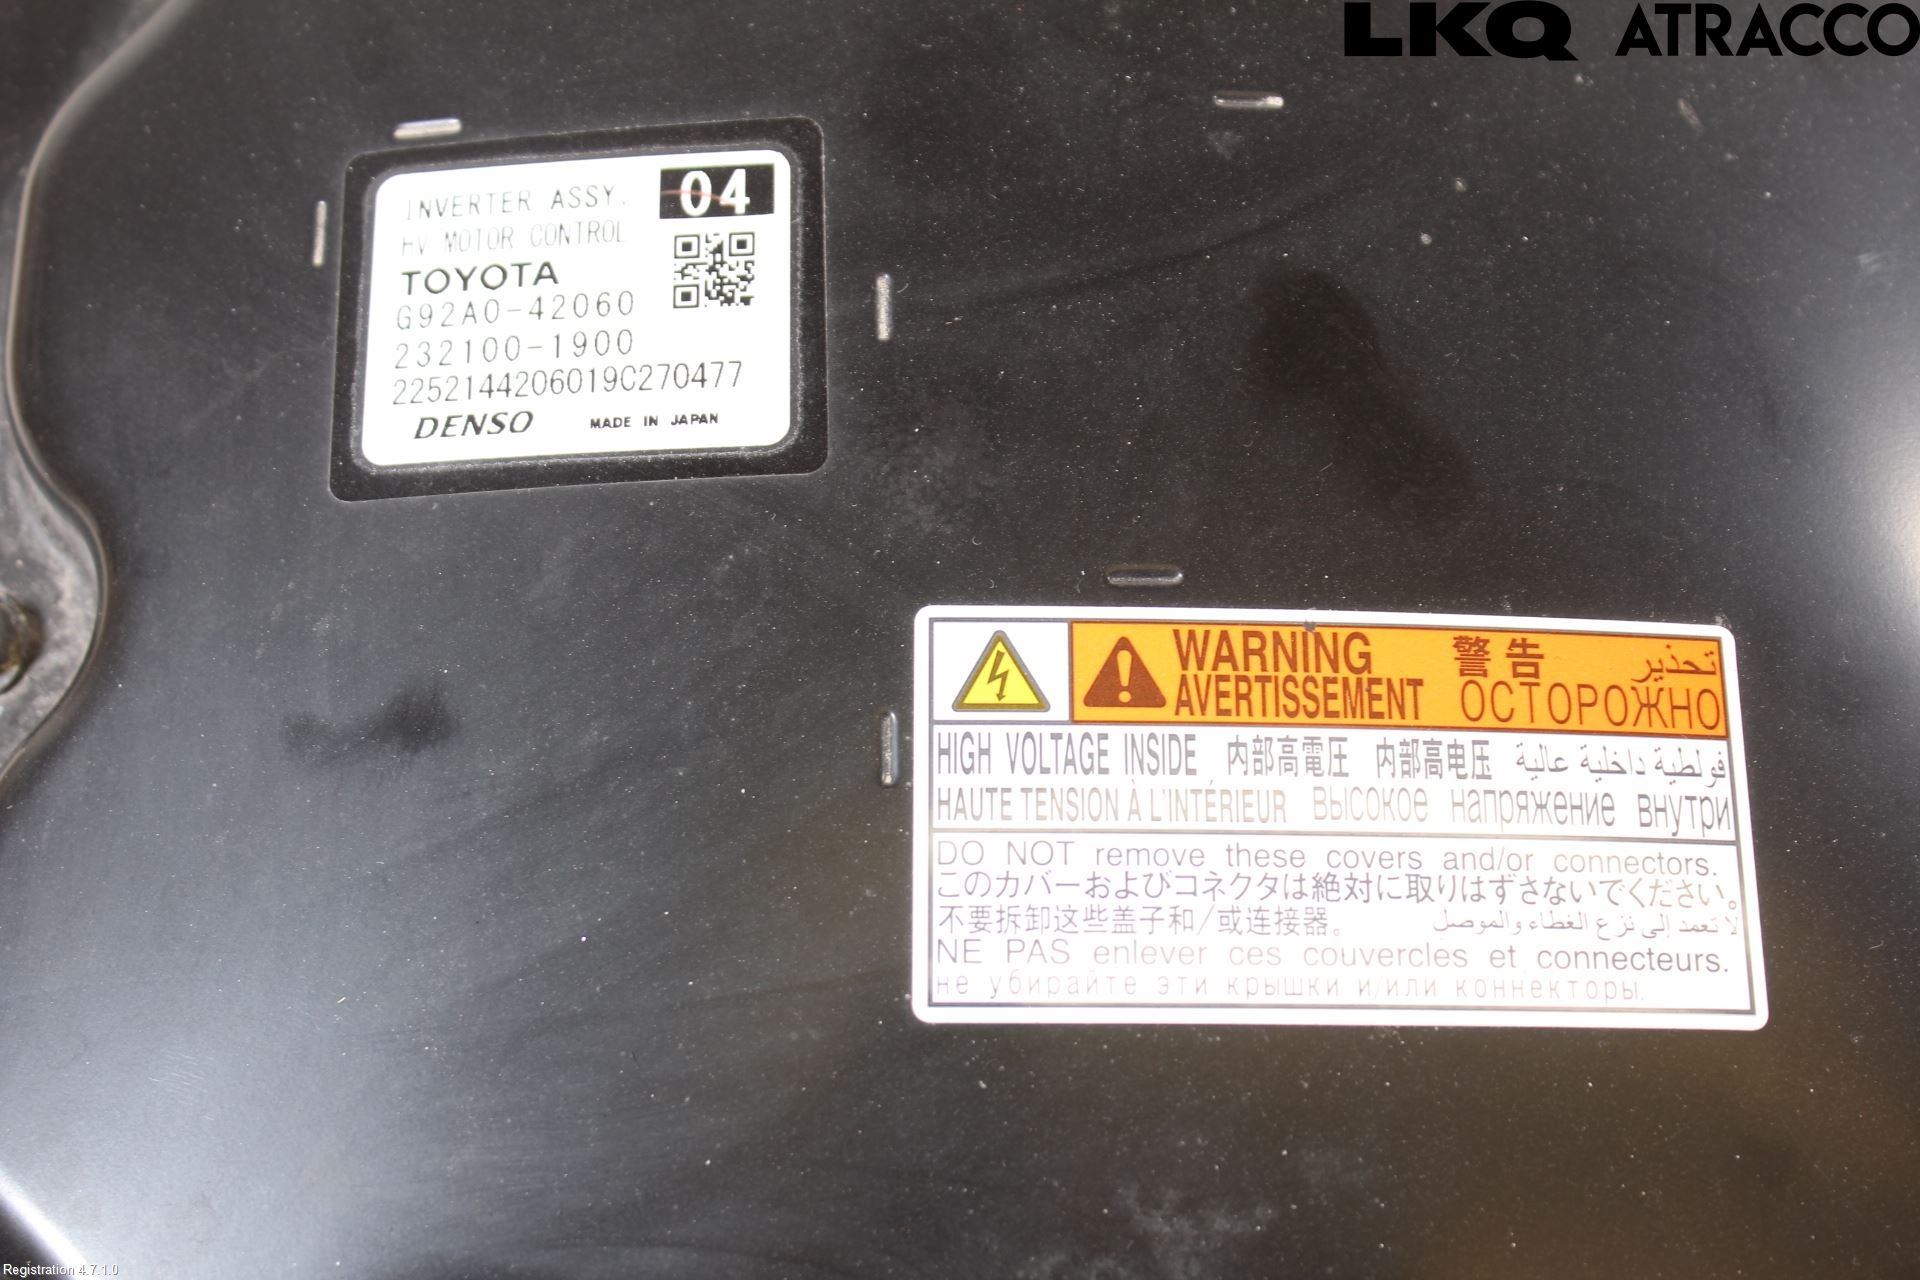 LKQ ATRACCO
INVERTER ASSY. 04
HV MOTOR CONTROL
TOYOTA
G92A0-42060
232100-1900
2252144206019C270477
DENSO MADE IN JAPAN
WARNING 警告 تحذير
AVERTISSEMENT ОСТОРОЖНО
HIGH VOLTAGE INSIDE 内部高電圧 内部高电压 فولطية داخلية عالية
HAUTE TENSION À L'INTÉRIEUR высокое напряжение внутри
DO NOT remove these covers and/or connectors.
このカバーおよびコネクタは絶対に取りはずさないでください。
不要拆卸这些盖子和/或连接器。 لا تعمد إلى نزع الغطاء والموصل
NE PAS enlever ces couvercles et connecteurs.
не убирайте эти крышки и/или коннекторы.
Registration 4.7.1.0